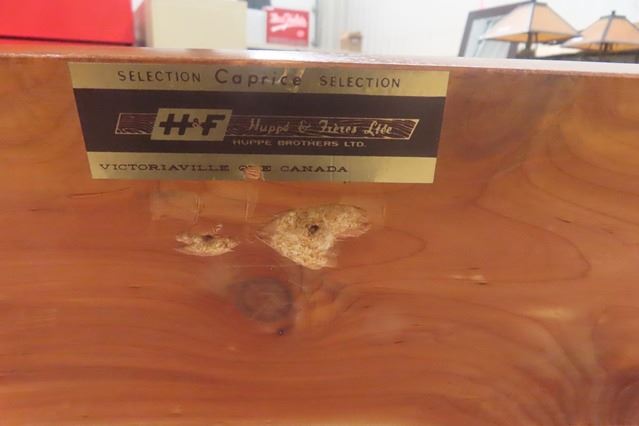 SELECTION Caprice SELECTION
H&F Huppé & Frères Ltée
HUPPE BROTHERS LTD.
VICTORIAVILLE CANADA